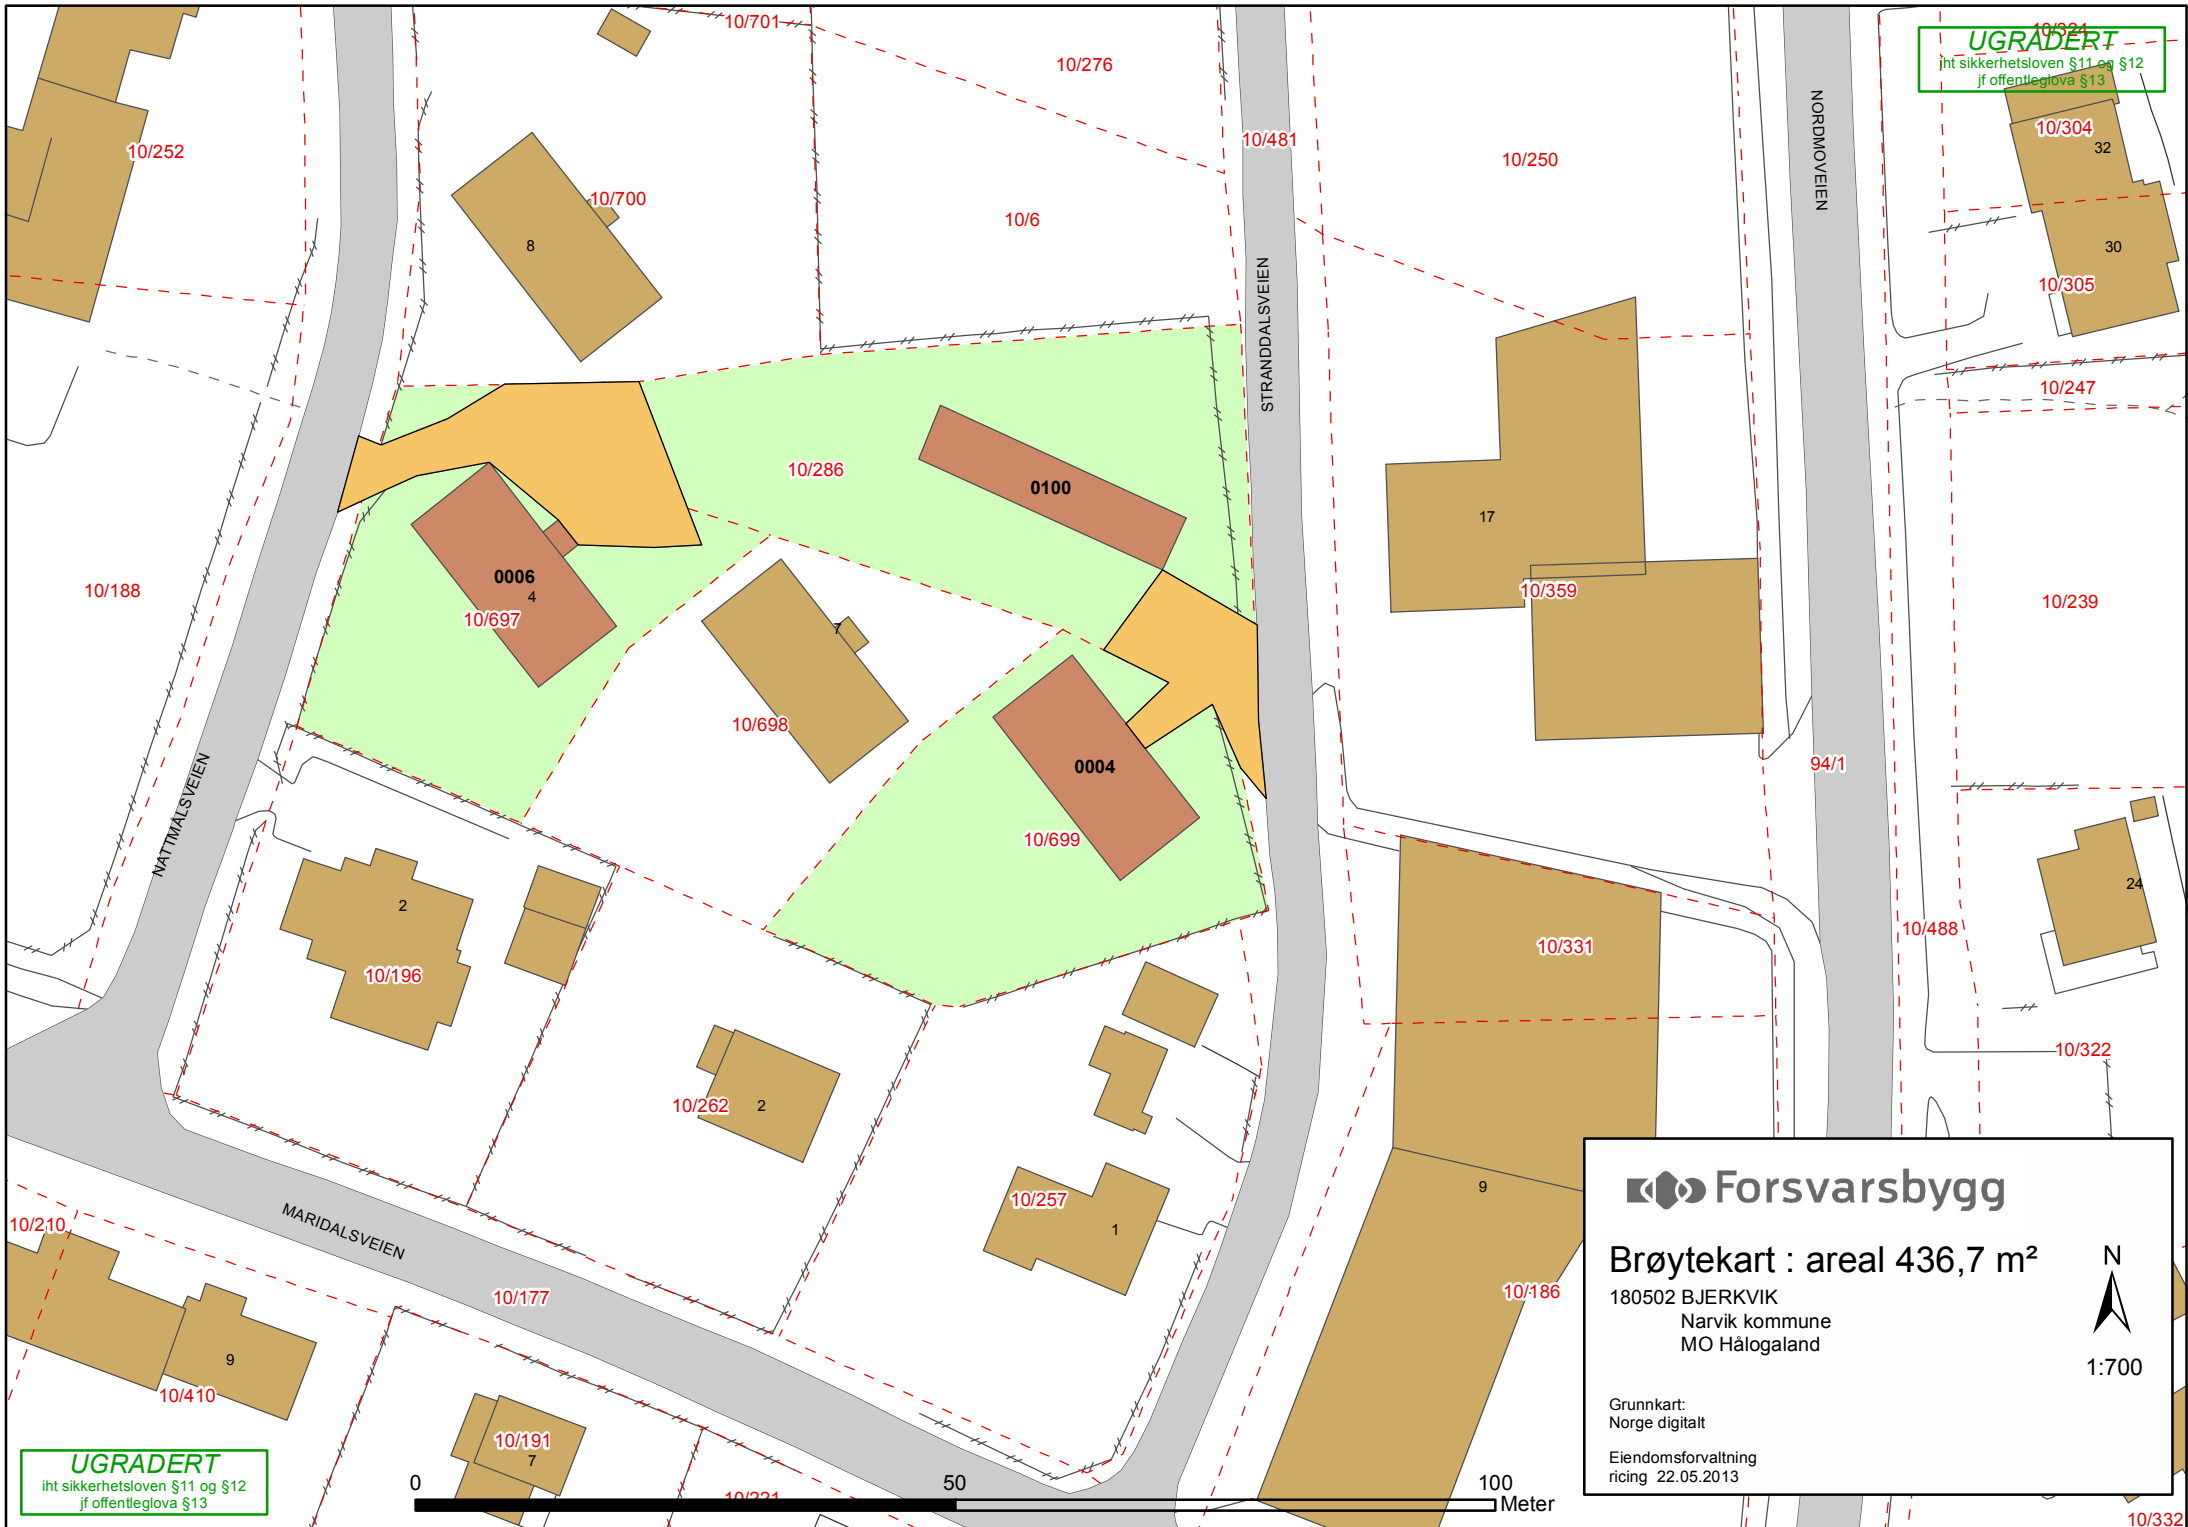 10/701
10/276
10/324
UGRADERT
iht sikkerhetsloven §11 og §12
jf offentleglova §13
10/252
10/700
8
10/6
10/481
10/250
NORDMOVEIEN
10/304
32
30
10/305
STRANDDALSVEIEN
10/247
10/286
0100
17
10/188
0006
4
10/697
7
10/359
10/239
10/698
0004
10/699
94/1
NATTMÅLSVEIEN
2
10/196
10/331
24
10/488
10/262
2
10/322
10/257
1
9
10/210
MARIDALSVEIEN
10/177
10/186
9
10/410
10/191
7
10/221
10/332
Forsvarsbygg
Brøytekart : areal 436,7 m²
180502 BJERKVIK
Narvik kommune
MO Hålogaland
N
1:700
Grunnkart:
Norge digitalt
Eiendomsforvaltning
ricing 22.05.2013
UGRADERT
iht sikkerhetsloven §11 og §12
jf offentleglova §13
0 50 100
Meter